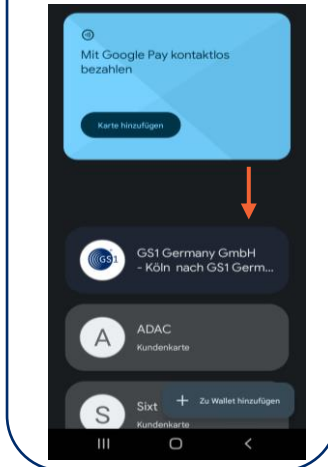 Mit Google Pay kontaktlos
bezahlen
Karte hinzufügen
GS1
GS1 Germany GmbH
- Köln nach GS1 Germ...
A
ADAC
Kundenkarte
S
Sixt
+ Zu Wallet hinzufügen
Kundenkarte